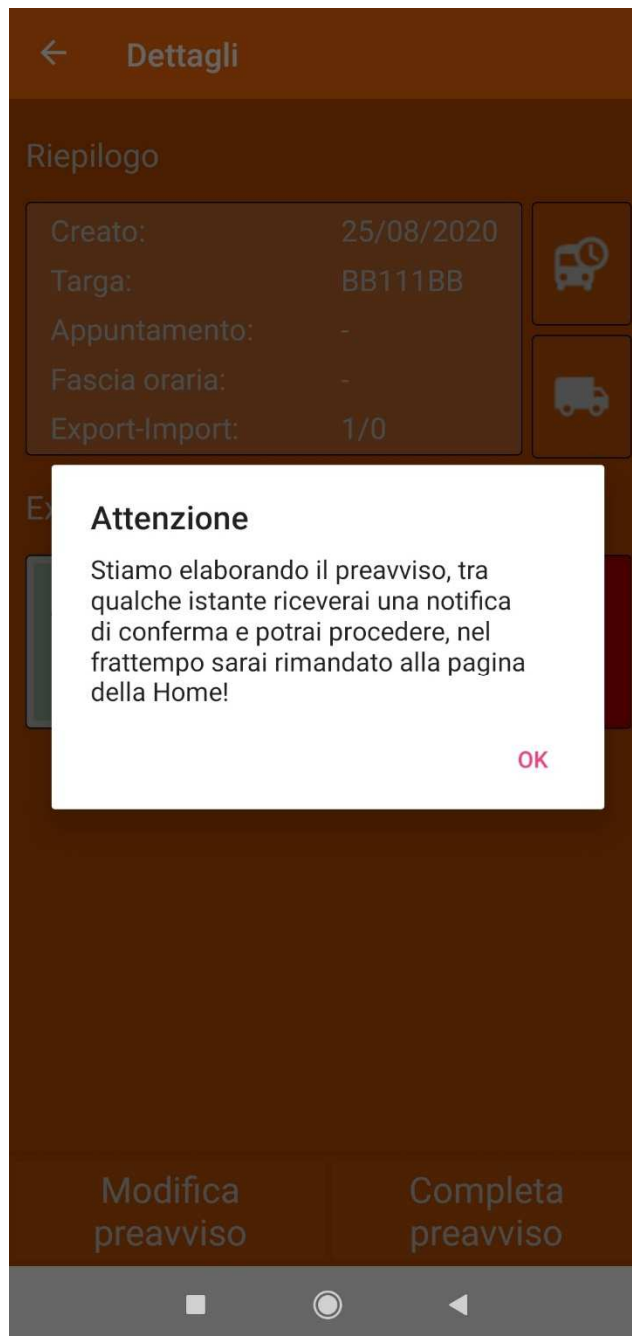 Dettagli
Riepilogo
Creato: 25/08/2020
Targa: BB111BB
Appuntamento: -
Fascia oraria: -
Export-Import: 1/0
Attenzione
Stiamo elaborando il preavviso, tra
qualche istante riceverai una notifica
di conferma e potrai procedere, nel
frattempo sarai rimandato alla pagina
della Home!
OK
Modifica
preavviso
Completa
preavviso